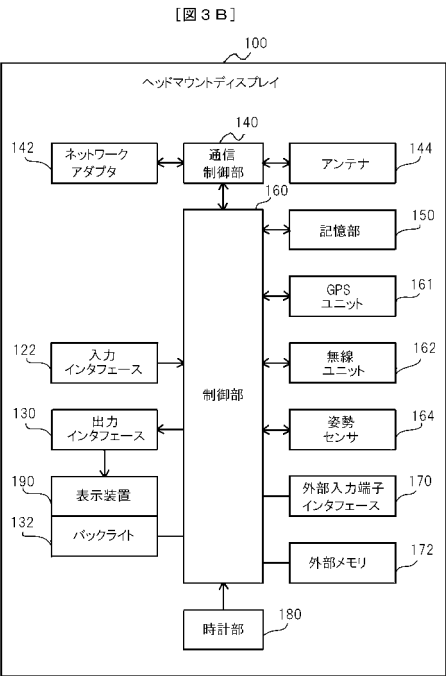 [図3B]
100
ヘッドマウントディスプレイ
140
142
ネットワーク
アダプタ
通信
制御部
アンテナ
144
160
記憶部
150
GPS
ユニット
161
122
入力
インタフェース
制御部
無線
ユニット
162
130
出力
インタフェース
姿勢
センサ
164
190
表示装置
外部入力端子
インタフェース
170
132
バックライト
外部メモリ
172
時計部
180